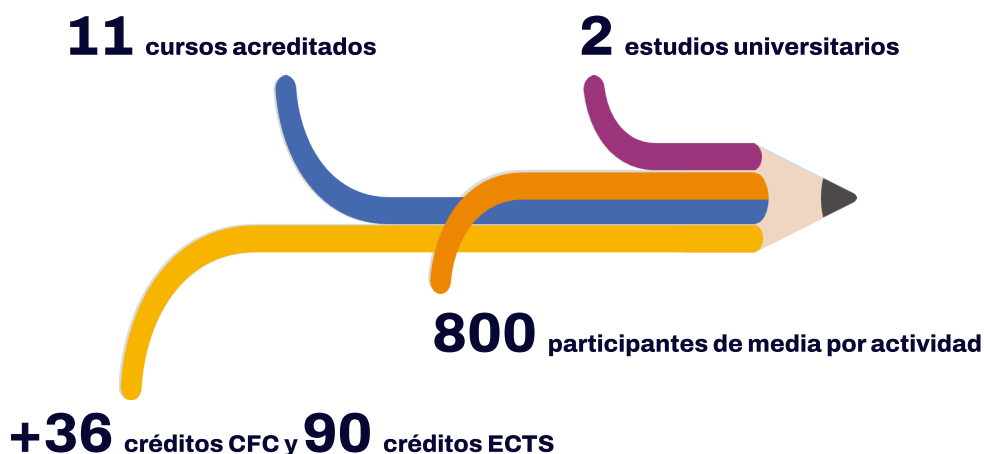 11 cursos acreditados
2 estudios universitarios
800 participantes de media por actividad
+36 créditos CFC y 90 créditos ECTS